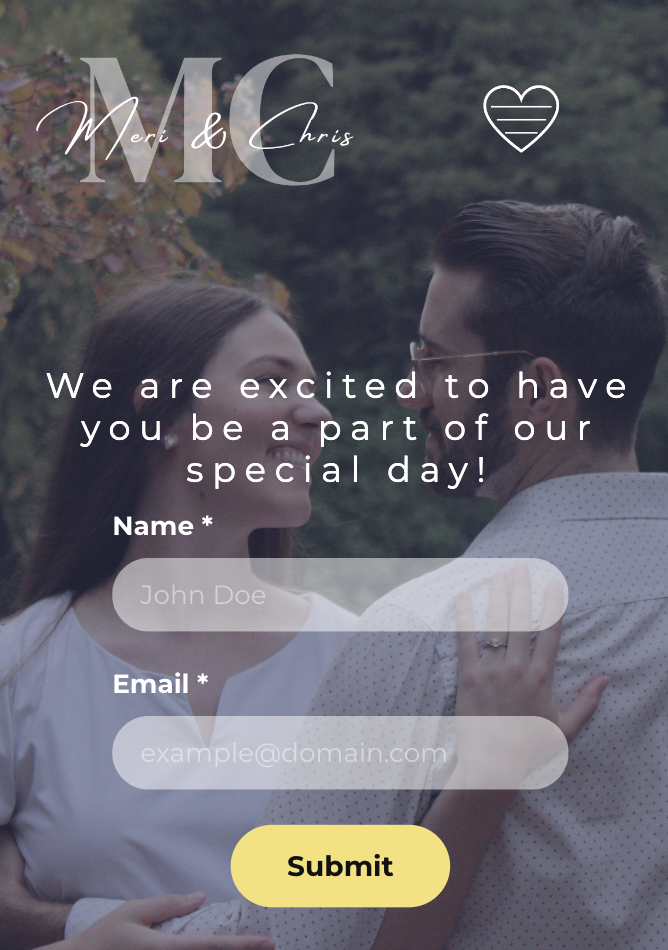 MC
Meri & Chris
We are excited to have
you be a part of our
special day!
Name *
John Doe
Email *
example@domain.com
Submit